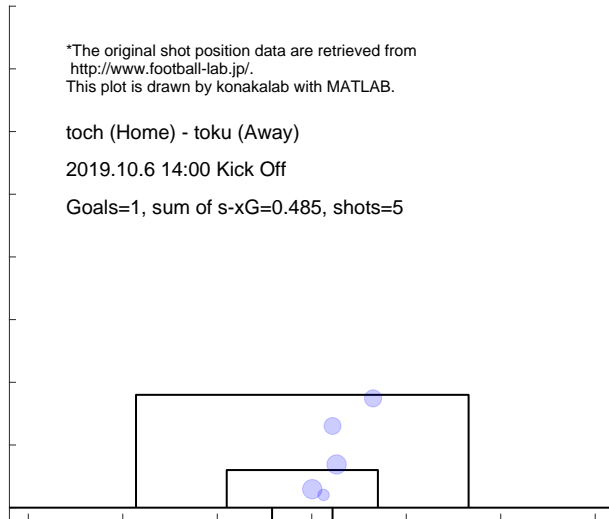 *The original shot position data are retrieved from
http://www.football-lab.jp/.
This plot is drawn by konakalab with MATLAB.
toch (Home) - toku (Away)
2019.10.6 14:00 Kick Off
Goals=1, sum of s-xG=0.485, shots=5